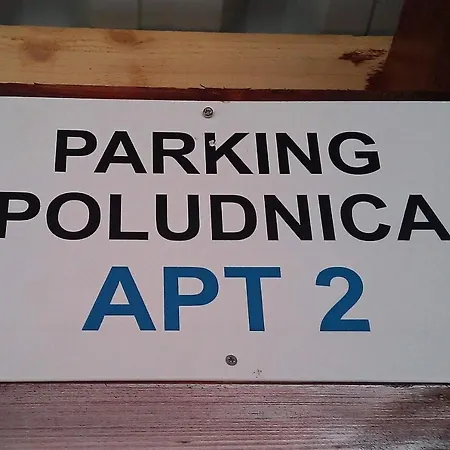 PARKING
POLUDNICA
APT 2